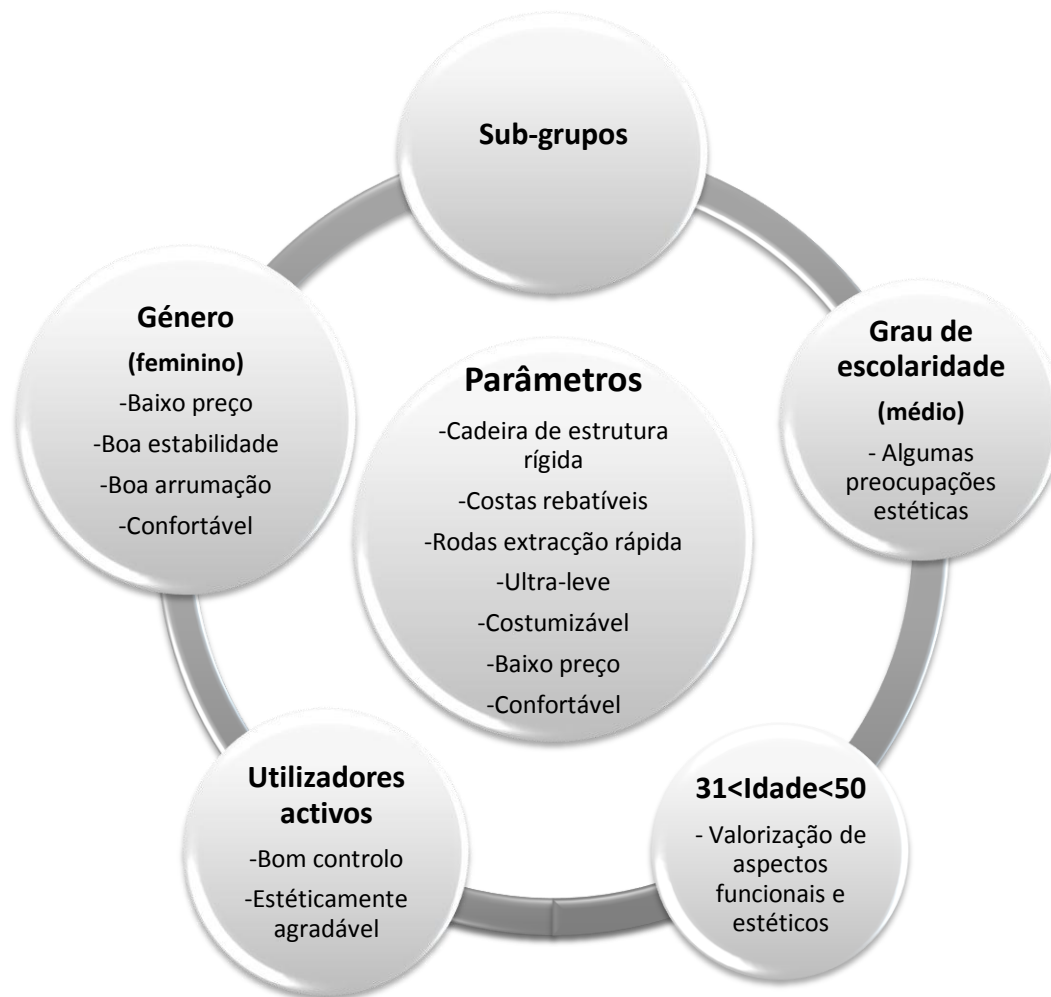 Sub-grupos
Género
(feminino)
-Baixo preço
-Boa estabilidade
-Boa arrumação
-Confortável
Parâmetros
-Cadeira de estrutura
rígida
-Costas rebatíveis
-Rodas extracção rápida
-Ultra-leve
-Costumizável
-Baixo preço
-Confortável
Grau de
escolaridade
(médio)
- Algumas
preocupações
estéticas
Utilizadores
activos
-Bom controlo
-Estéticamente
agradável
31<Idade<50
- Valorização de
aspectos
funcionais e
estéticos